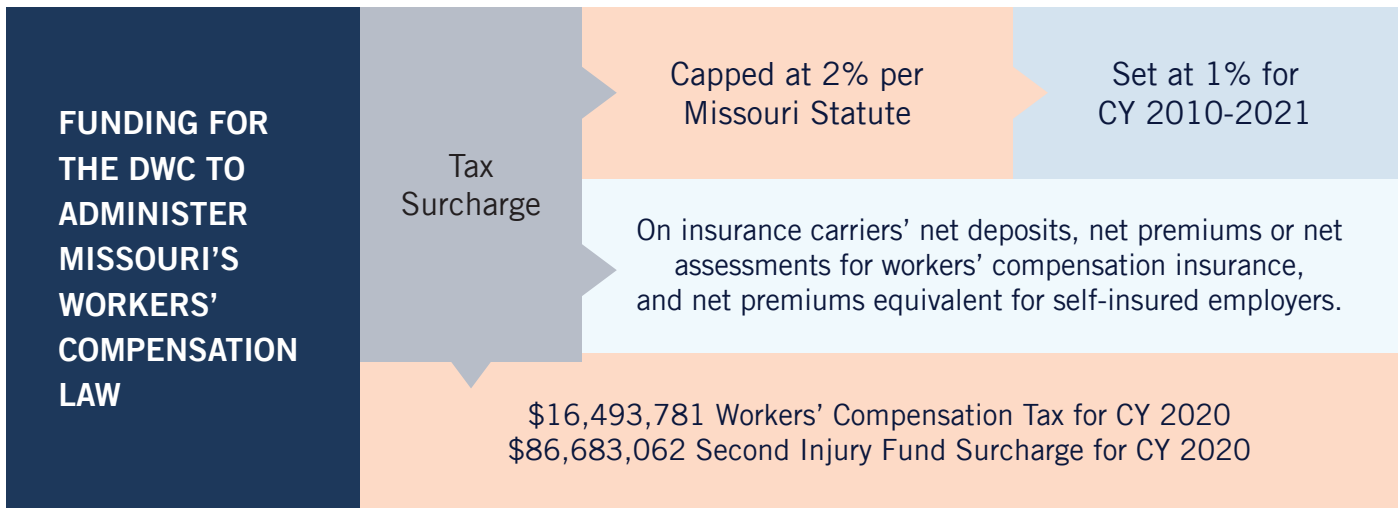 FUNDING FOR
THE DWC TO
ADMINISTER
MISSOURI'S
WORKERS'
COMPENSATION
LAW
Tax
Surcharge
Capped at 2% per
Missouri Statute
Set at 1% for
CY 2010-2021
On insurance carriers' net deposits, net premiums or net
assessments for workers' compensation insurance,
and net premiums equivalent for self-insured employers.
$16,493,781 Workers' Compensation Tax for CY 2020
$86,683,062 Second Injury Fund Surcharge for CY 2020